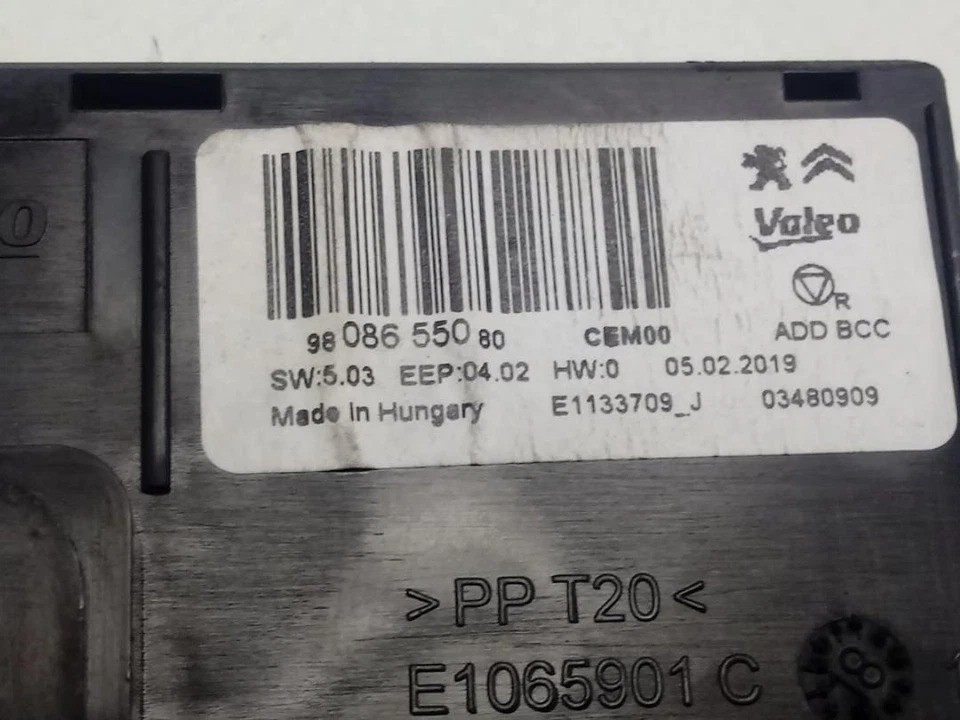 0
Valeo
R
98 086 550 80 CEM00 ADD BCC
SW:5.03 EEP:04.02 HW:0 05.02.2019
Made in Hungary E1133709_J 03480909
>PP T20<
E1065901 C